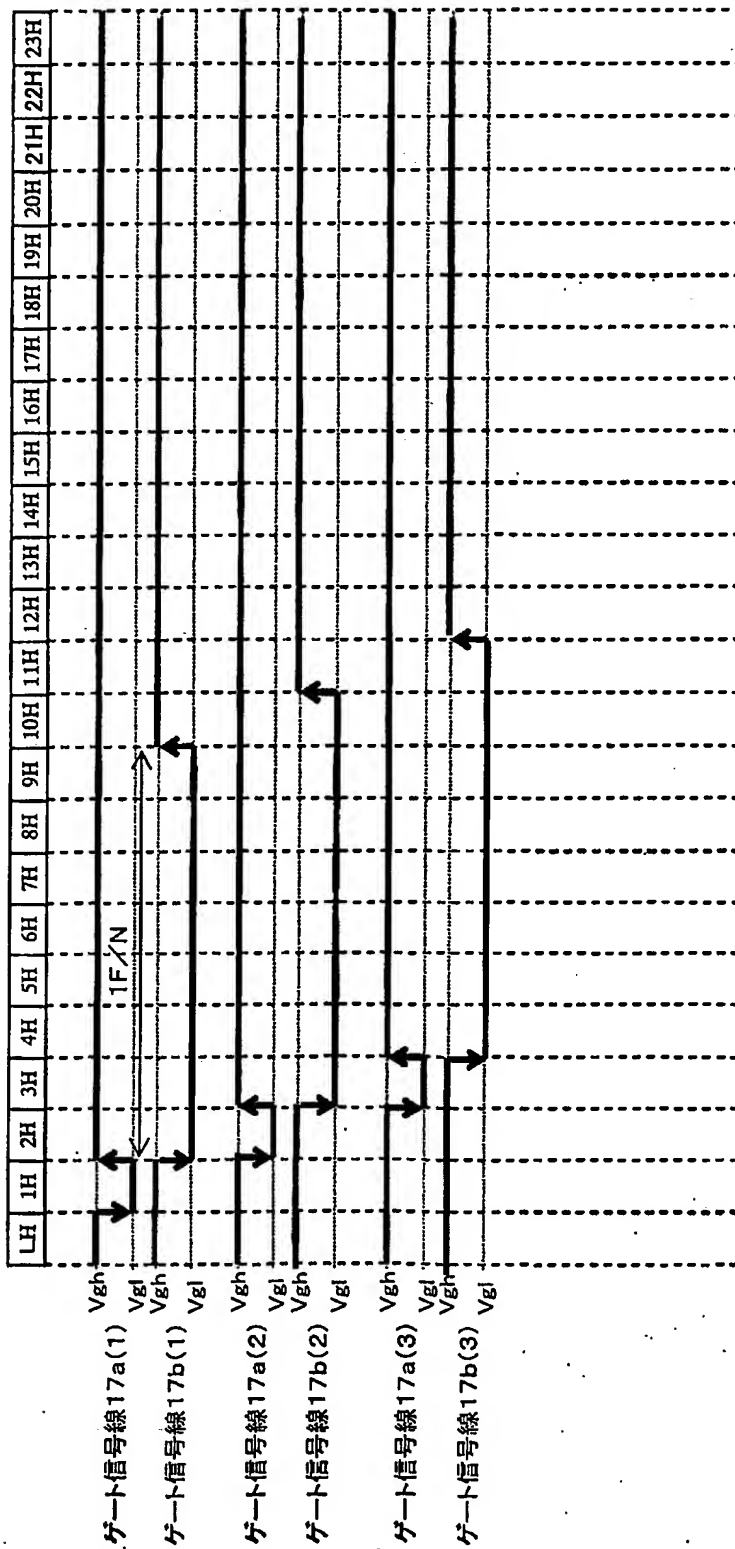 LH 1H 2H 3H 4H 5H 6H 7H 8H 9H 10H 11H 12H 13H 14H 15H 16H 17H 18H 19H 20H 21H 22H 23H
ゲート信号線17a(1)
Vgh
Vgl
1F/N
ゲート信号線17b(1)
Vgh
Vgl
ゲート信号線17a(2)
Vgh
Vgl
ゲート信号線17b(2)
Vgh
Vgl
ゲート信号線17a(3)
Vgh
Vgl
ゲート信号線17b(3)
Vgh
Vgl